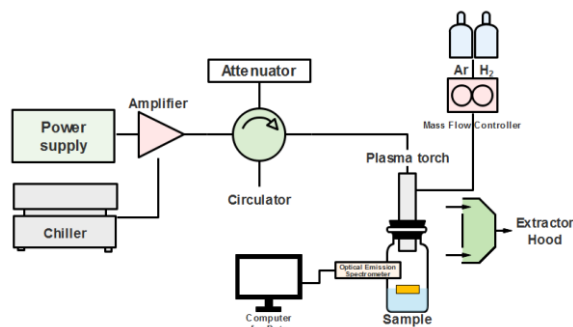 Ar H2
Mass Flow Controller
Attenuator
Amplifier
Power
supply
Plasma torch
Circulator
Chiller
Extractor
Hood
Optical Emission
Spectrometer
Computer
Sample